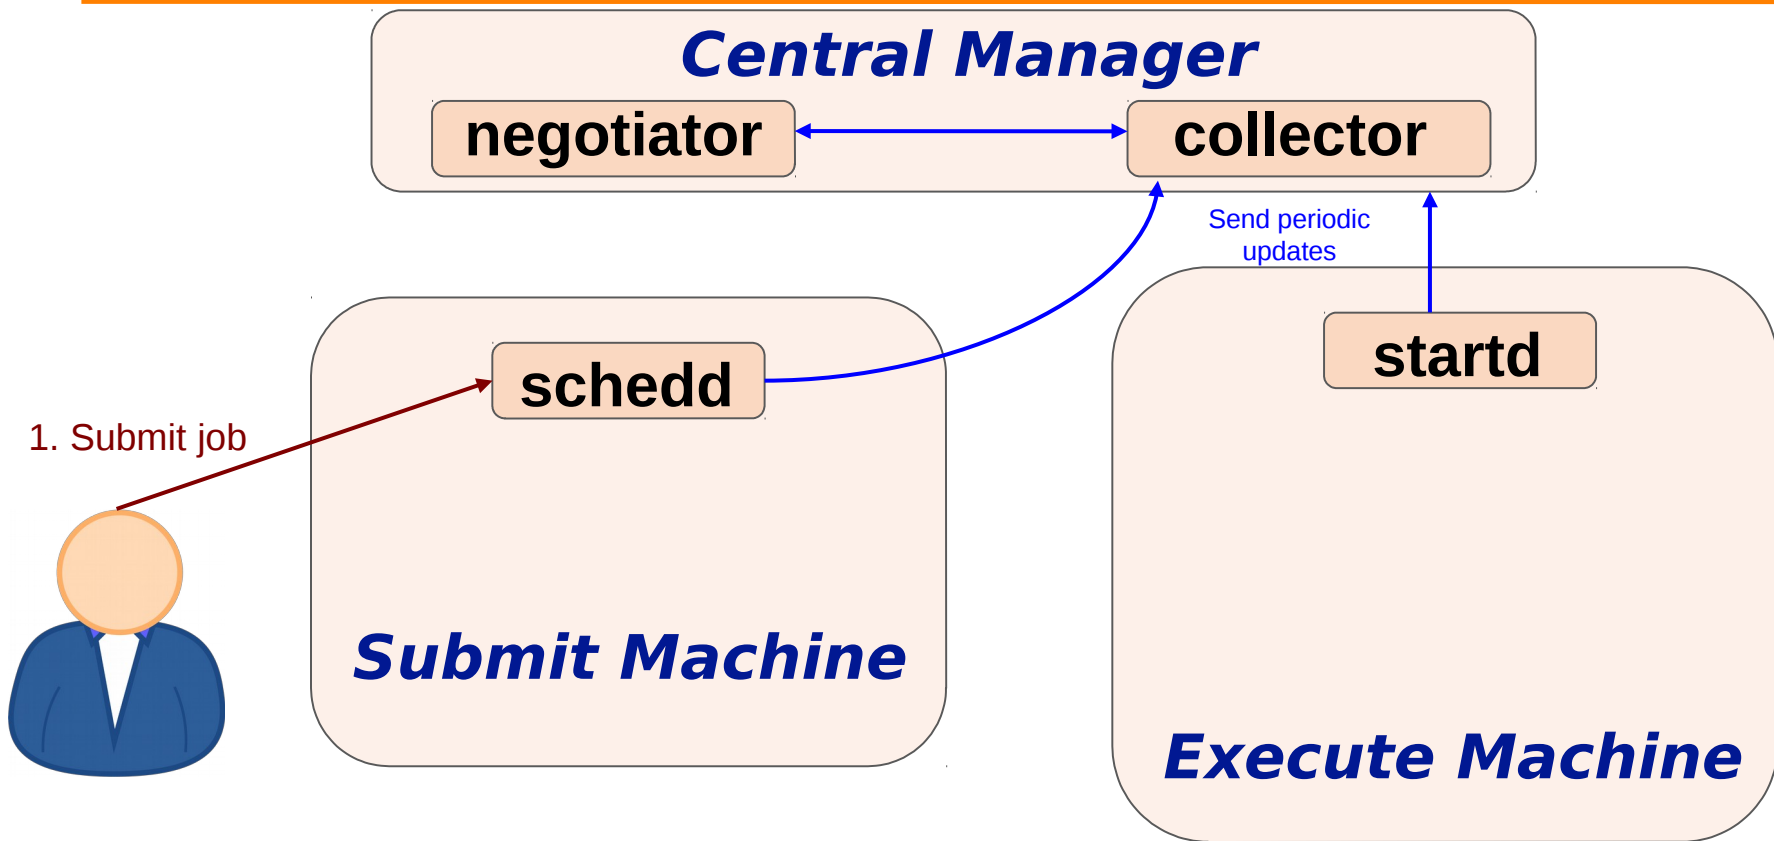 Central Manager
negotiator
collector
Send periodic
updates
schedd
startd
1. Submit job
Submit Machine
Execute Machine